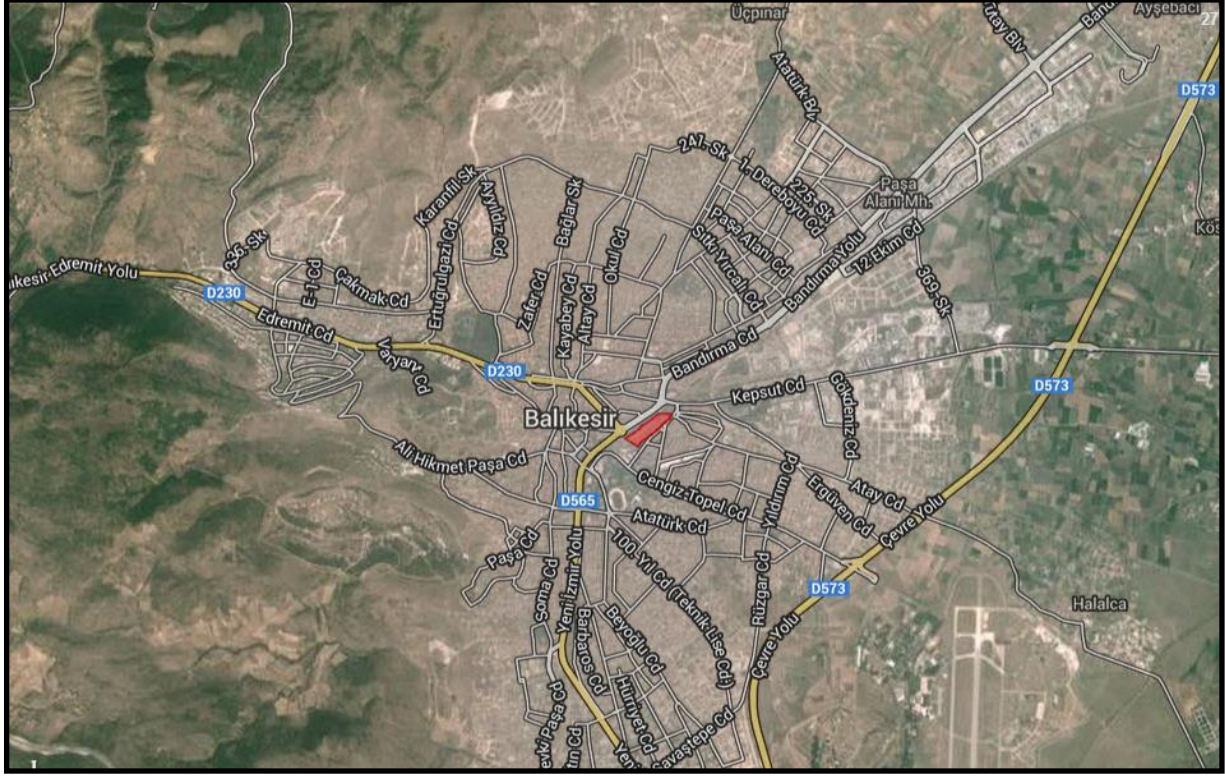 Üçpınar
Ayşebacı
27
D573
Atatürk Blv
247. Sk
1. Dereboyu Cd
225. Sk
Paşa
Alanı Mh.
Paşa Alanı Cd
Sıtkı Yırcalı Cd
Bandırma Yolu
12 Ekim Cd
369. Sk
Karanfil Sk
Ayyıldız Cd
Bağlar Sk
Okul Cd
336. Sk
E-1 Cd
Çakmak Cd
Ertuğrulgazi Cd
Zafer Cd
Kayabey Cd
Altay Cd
Edremit Yolu
D230
Edremit Cd
Varyant Cd
D230
Bandırma Cd
Kepsut Cd
Gökdeniz Cd
D573
Balıkesir
Ali Hikmet Paşa Cd
D565
Cengiz Topel Cd
Yıldırım Cd
Ergüven Cd
Atay Cd
Çevre Yolu
Atatürk Cd
Paşa Cd
Soma Cd
Yeni İzmir Yolu
100. Yıl Cd (Teknik Lise Cd.)
Rüzgar Cd
D573
Halalca
Çevre Yolu
Barbaros Cd
Beyoğlu Cd
Hürriyet Cd
Savaştepe Cd